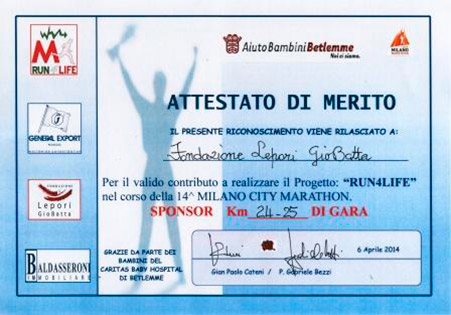 RUN4LIFE
AiutoBambiniBetlemme
Noi ci siamo.
MILANO
ATTESTATO DI MERITO
IL PRESENTE RICONOSCIMENTO VIENE RILASCIATO A:
Fondazione Lepori GioBatta
GENERAL EXPORT
Per il valido contributo a realizzare il Progetto: “RUN4LIFE”
nel corso della 14^ MILANO CITY MARATHON.
SPONSOR Km 24-25 DI GARA
FONDAZIONE
Lepori
GioBatta
BALDASSERONI
IMMOBILIARE
GRAZIE DA PARTE DEI
BAMBINI DEL
CARITAS BABY HOSPITAL
DI BETLEMME
6 Aprile 2014
Gian Paolo Cateni / P. Gabriele Bezzi